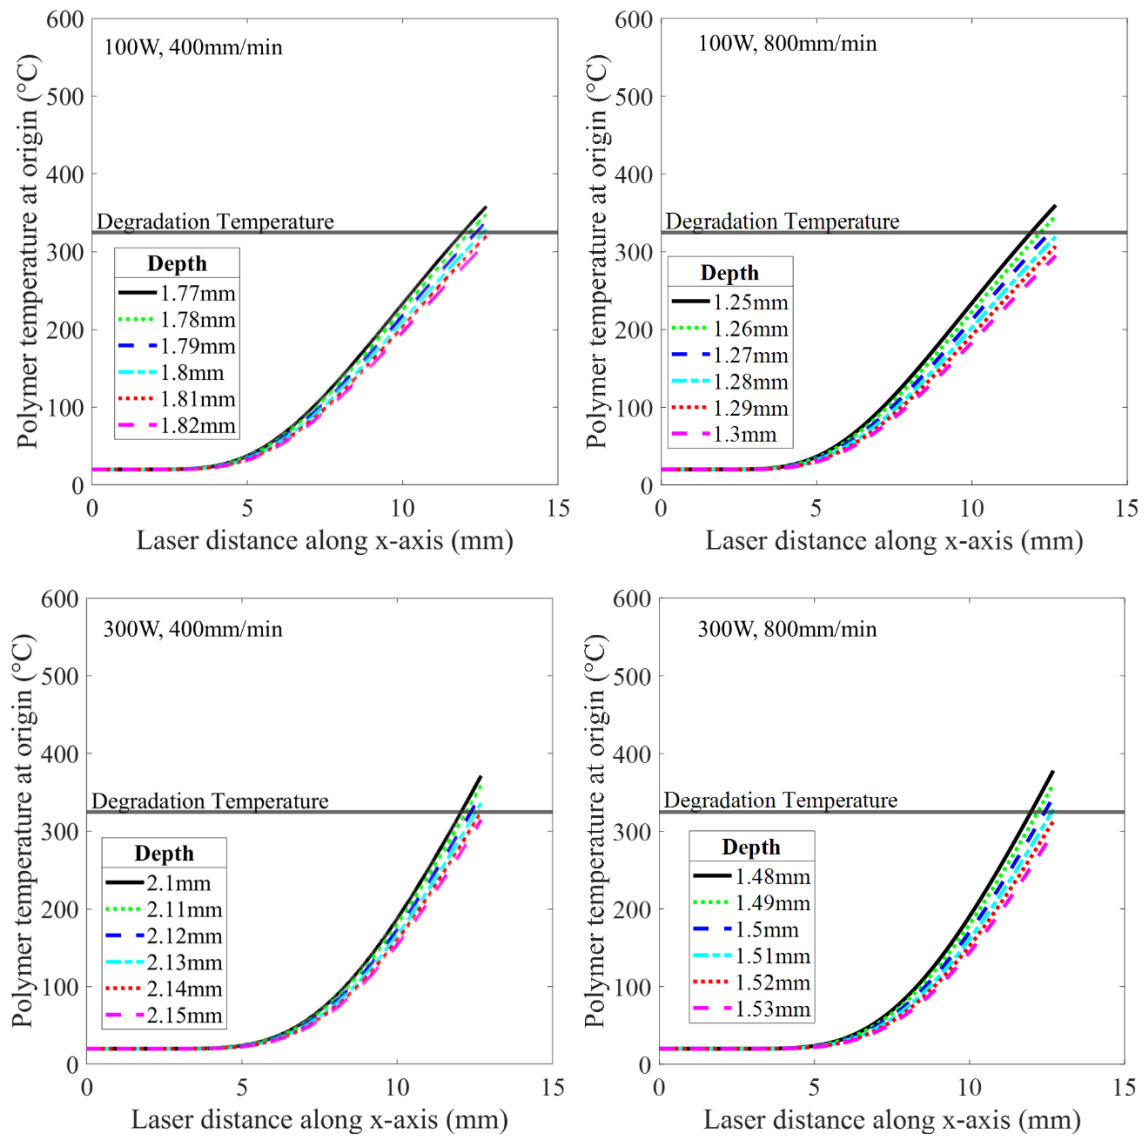 600
500
400
300
200
100
0
0
5
10
15
Polymer temperature at origin (°C)
Laser distance along x-axis (mm)
100W, 400mm/min
Degradation Temperature
Depth
1.77mm
1.78mm
1.79mm
1.8mm
1.81mm
1.82mm
600
500
400
300
200
100
0
0
5
10
15
Polymer temperature at origin (°C)
Laser distance along x-axis (mm)
100W, 800mm/min
Degradation Temperature
Depth
1.25mm
1.26mm
1.27mm
1.28mm
1.29mm
1.3mm
600
500
400
300
200
100
0
0
5
10
15
Polymer temperature at origin (°C)
Laser distance along x-axis (mm)
300W, 400mm/min
Degradation Temperature
Depth
2.1mm
2.11mm
2.12mm
2.13mm
2.14mm
2.15mm
600
500
400
300
200
100
0
0
5
10
15
Polymer temperature at origin (°C)
Laser distance along x-axis (mm)
300W, 800mm/min
Degradation Temperature
Depth
1.48mm
1.49mm
1.5mm
1.51mm
1.52mm
1.53mm